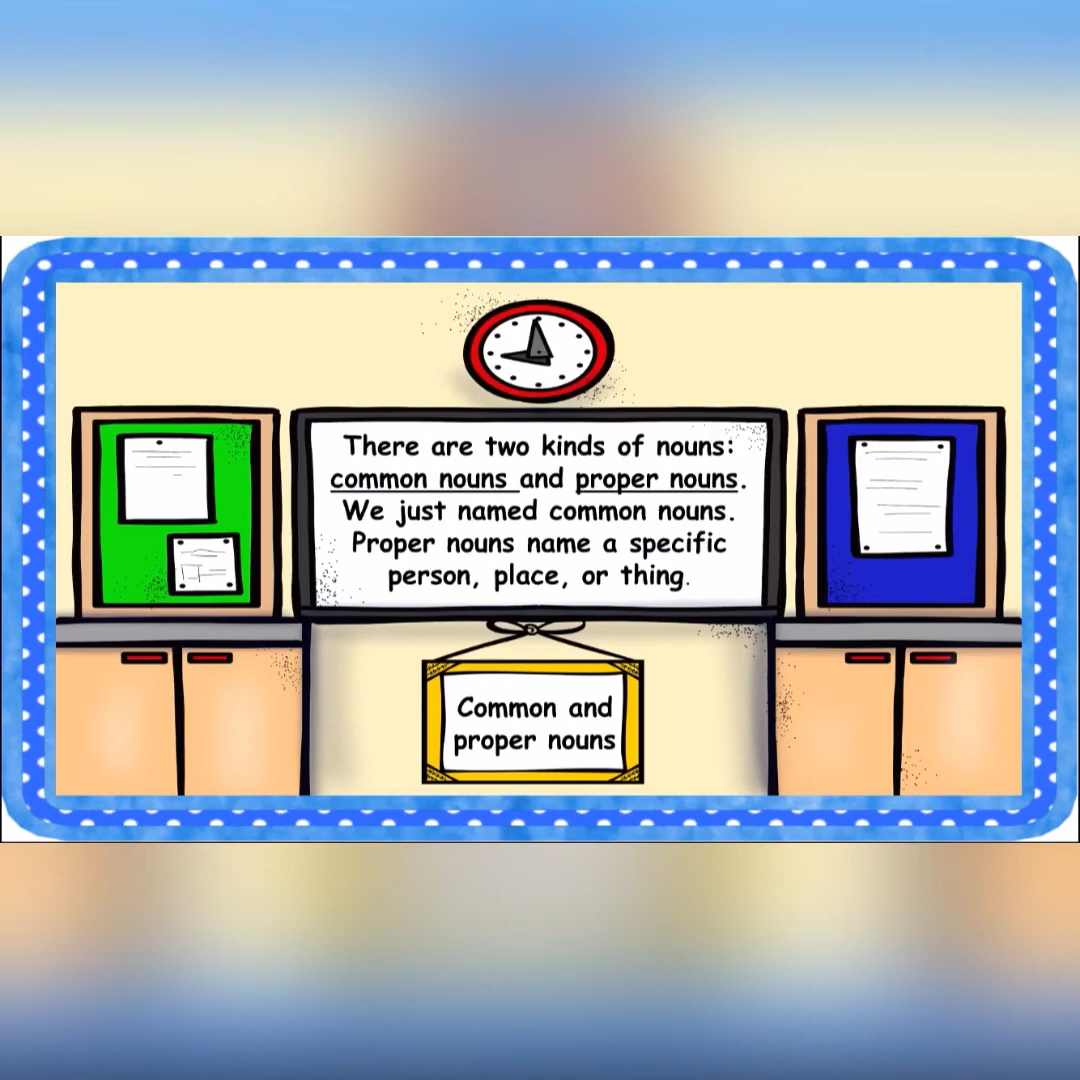 There are two kinds of nouns:
common nouns and proper nouns.
We just named common nouns.
Proper nouns name a specific
person, place, or thing.
Common and
proper nouns